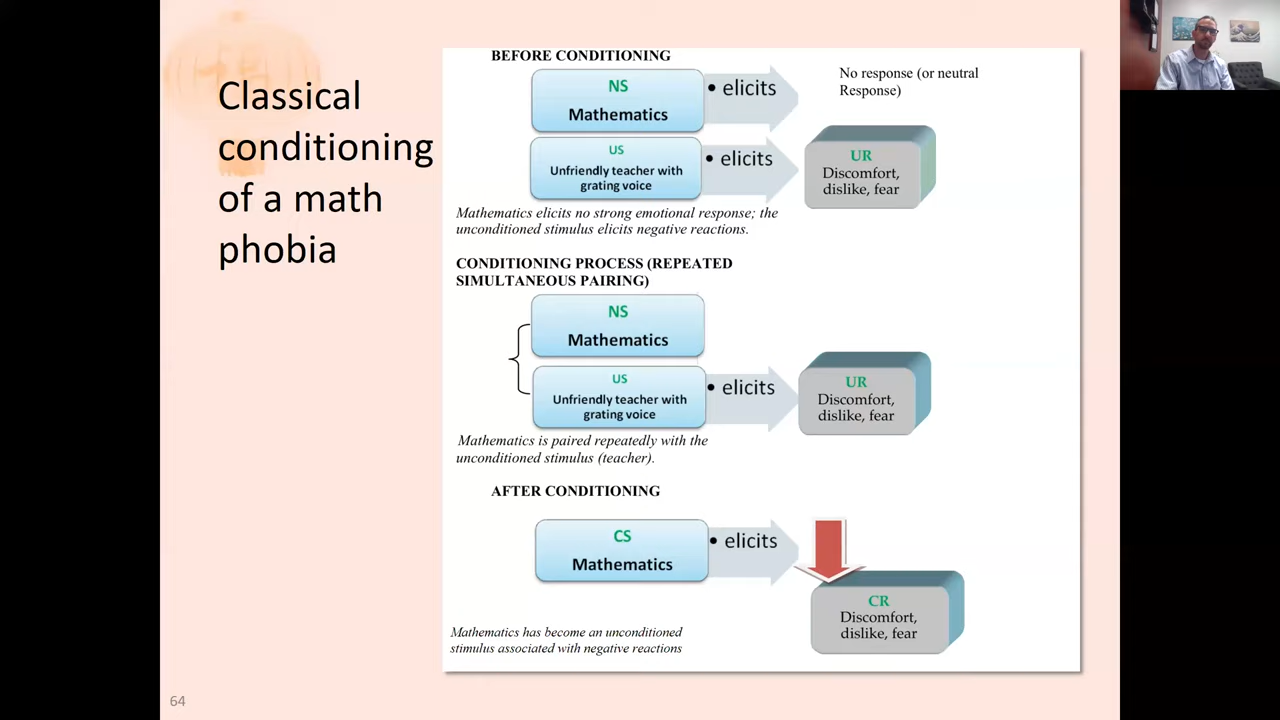 Classical
conditioning
of a math
phobia
BEFORE CONDITIONING
NS
Mathematics
• elicits
No response (or neutral
Response)
US
Unfriendly teacher with
grating voice
• elicits
UR
Discomfort,
dislike, fear
Mathematics elicits no strong emotional response; the
unconditioned stimulus elicits negative reactions.
CONDITIONING PROCESS (REPEATED
SIMULTANEOUS PAIRING)
NS
Mathematics
US
Unfriendly teacher with
grating voice
• elicits
UR
Discomfort,
dislike, fear
Mathematics is paired repeatedly with the
unconditioned stimulus (teacher).
AFTER CONDITIONING
CS
Mathematics
• elicits
CR
Discomfort,
dislike, fear
Mathematics has become an unconditioned
stimulus associated with negative reactions
64